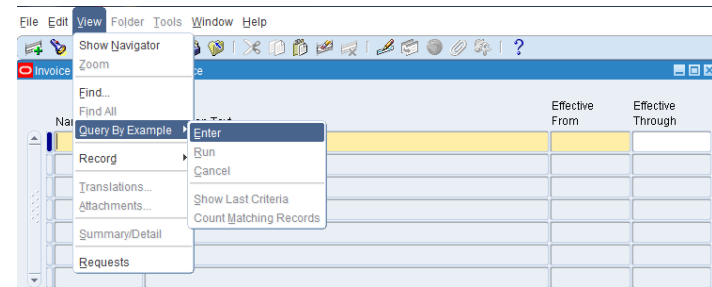 File Edit View Folder Tools Window Help
Show Navigator
Zoom
Invoice
Find...
Find All
Effective From
Effective Through
Query By Example
Enter
Record
Run
Cancel
Translations...
Attachments...
Show Last Criteria
Count Matching Records
Summary/Detail
Requests